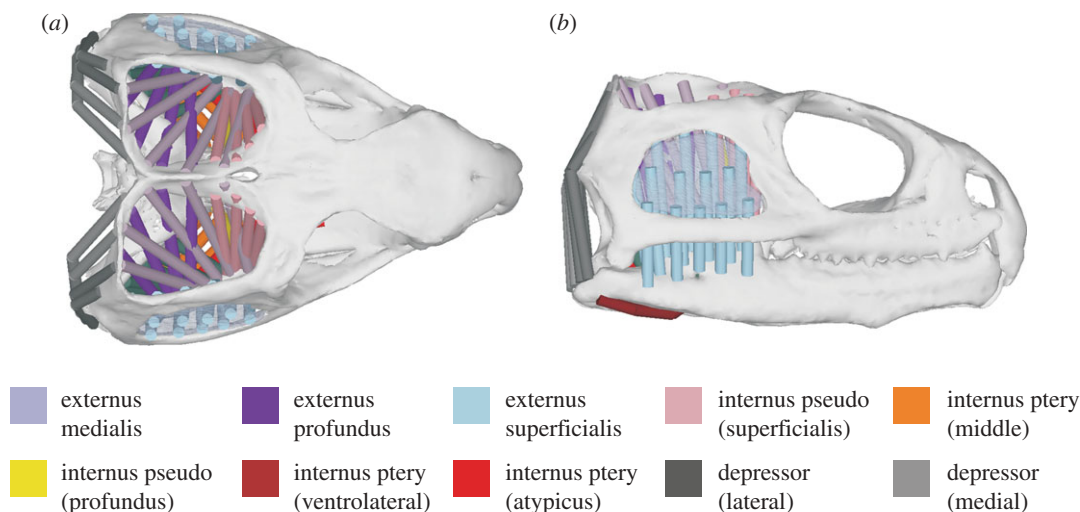 (a)
(b)
externus
medialis
externus
profundus
externus
superficialis
internus pseudo
(superficialis)
internus ptery
(middle)
internus pseudo
(profundus)
internus ptery
(ventrolateral)
internus ptery
(atypicus)
depressor
(lateral)
depressor
(medial)